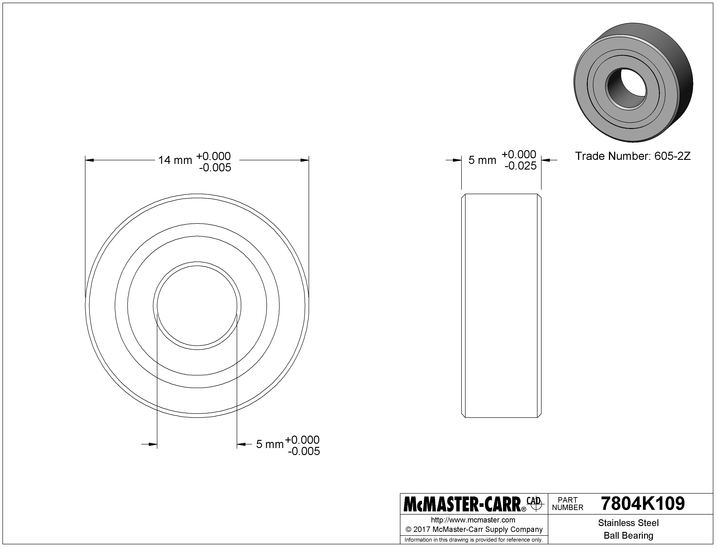 Trade Number: 605-2Z
14 mm +0.000
-0.005
5 mm +0.000
-0.025
5 mm +0.000
-0.005
McMASTER-CARR® CAD
http://www.mcmaster.com
© 2017 McMaster-Carr Supply Company
Information in this drawing is provided for reference only.
PART
NUMBER
7804K109
Stainless Steel
Ball Bearing